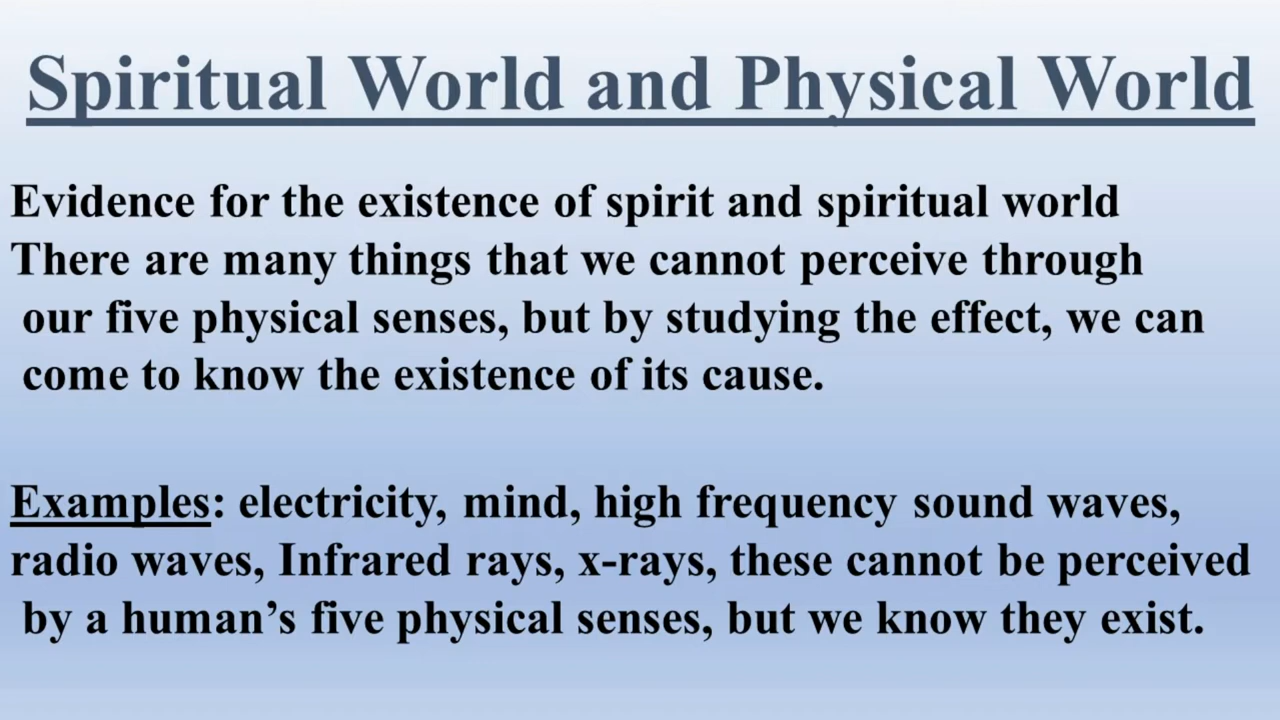 Spiritual World and Physical World
Evidence for the existence of spirit and spiritual world
There are many things that we cannot perceive through
our five physical senses, but by studying the effect, we can
come to know the existence of its cause.
Examples: electricity, mind, high frequency sound waves,
radio waves, Infrared rays, x-rays, these cannot be perceived
by a human’s five physical senses, but we know they exist.